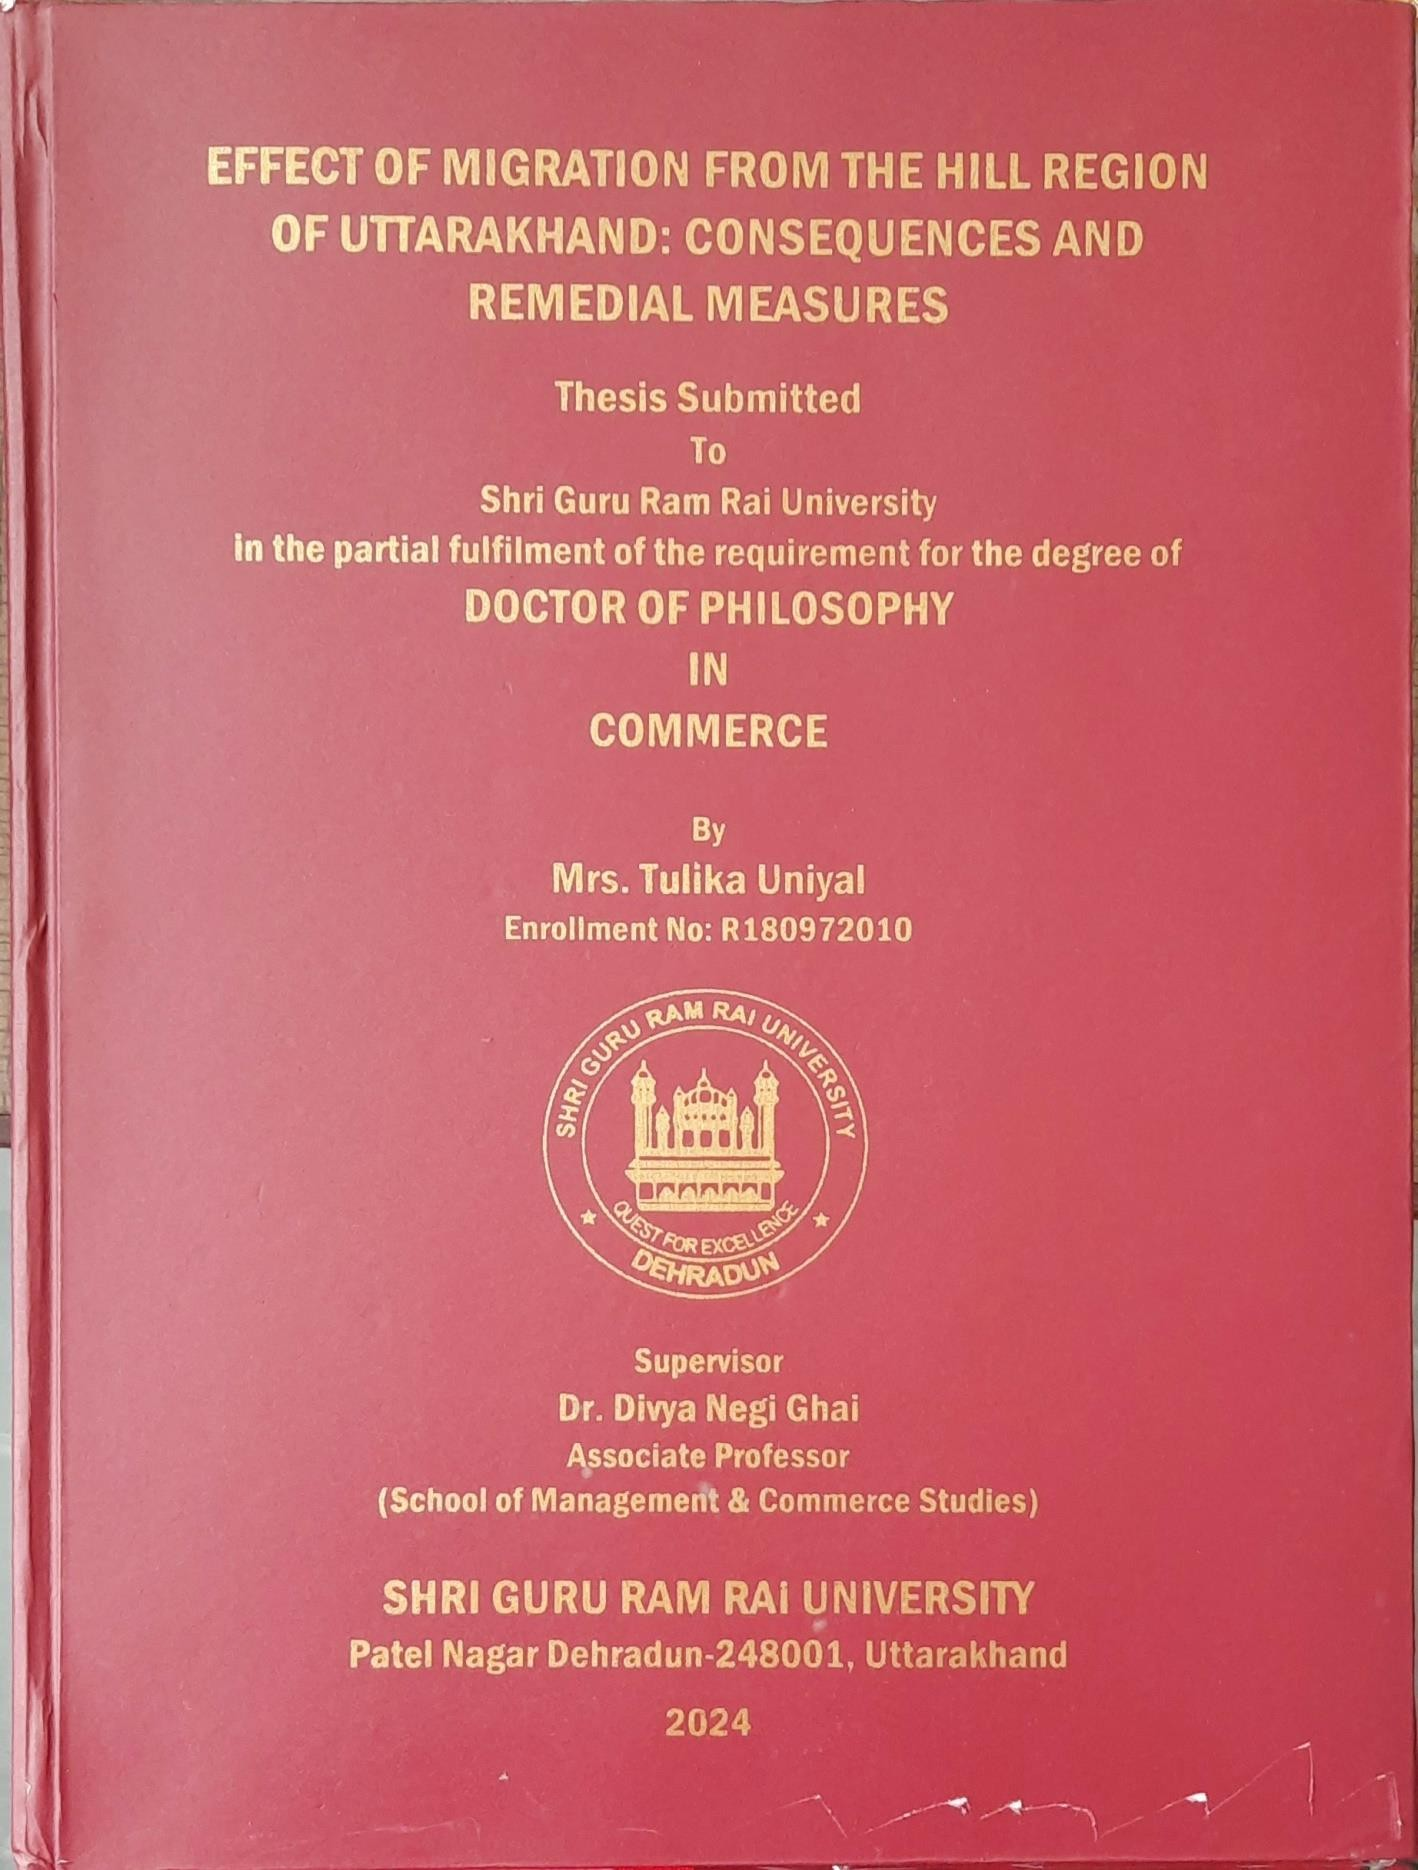 EFFECT OF MIGRATION FROM THE HILL REGION
OF UTTARAKHAND: CONSEQUENCES AND
REMEDIAL MEASURES
Thesis Submitted
To
Shri Guru Ram Rai University
in the partial fulfilment of the requirement for the degree of
DOCTOR OF PHILOSOPHY
IN
COMMERCE
By
Mrs. Tulika Uniyal
Enrollment No: R180972010
SHRI GURU RAM RAI UNIVERSITY
QUEST FOR EXCELLENCE
DEHRADUN
Supervisor
Dr. Divya Negi Ghai
Associate Professor
(School of Management & Commerce Studies)
SHRI GURU RAM RAi UNIVERSITY
Patel Nagar Dehradun-248001, Uttarakhand
2024